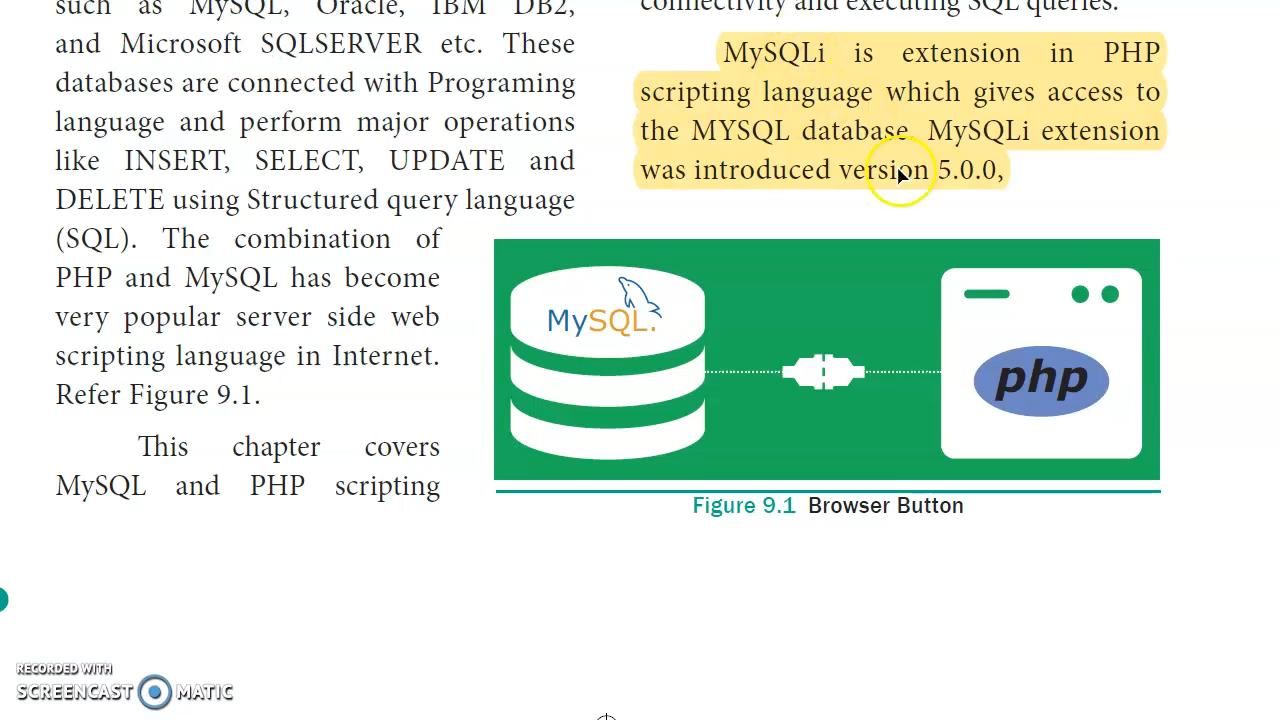 such as MySQL, Oracle, IBM DB2,
and Microsoft SQLSERVER etc. These
databases are connected with Programing
language and perform major operations
like INSERT, SELECT, UPDATE and
DELETE using Structured query language
(SQL). The combination of
PHP and MySQL has become
very popular server side web
scripting language in Internet.
Refer Figure 9.1.
This chapter covers
MySQL and PHP scripting
connectivity and executing SQL queries.
MySQLi is extension in PHP
scripting language which gives access to
the MYSQL database. MySQLi extension
was introduced version 5.0.0,
MySQL.
php
Figure 9.1 Browser Button
RECORDED WITH
SCREENCAST MATIC